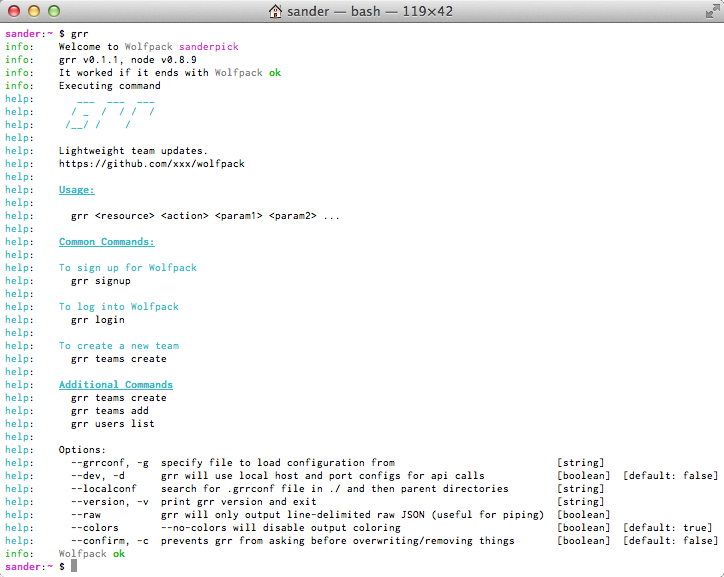 sander — bash — 119×42
sander:~ $ grr
info:    Welcome to Wolfpack sanderpick
info:    grr v0.1.1, node v0.8.9
info:    It worked if it ends with Wolfpack ok
info:    Executing command
help:       ___  ___  ___
help:      / _  /  / /  /
help:     /__/ /    /
help:
help:    Lightweight team updates.
help:    https://github.com/xxx/wolfpack
help:
help:    Usage:
help:
help:      grr <resource> <action> <param1> <param2> ...
help:
help:    Common Commands:
help:
help:    To sign up for Wolfpack
help:      grr signup
help:
help:    To log into Wolfpack
help:      grr login
help:
help:    To create a new team
help:      grr teams create
help:
help:    Additional Commands
help:      grr teams create
help:      grr teams add
help:      grr users list
help:
help:    Options:
help:      --grrconf, -g  specify file to load configuration from                           [string]
help:      --dev, -d      grr will use local host and port configs for api calls            [boolean]  [default: false]
help:      --localconf    search for .grrconf file in ./ and then parent directories        [string]
help:      --version, -v  print grr version and exit                                        [string]
help:      --raw          grr will only output line-delimited raw JSON (useful for piping)  [boolean]
help:      --colors       --no-colors will disable output coloring                          [boolean]  [default: true]
help:      --confirm, -c  prevents grr from asking before overwriting/removing things       [boolean]  [default: false]
info:    Wolfpack ok
sander:~ $